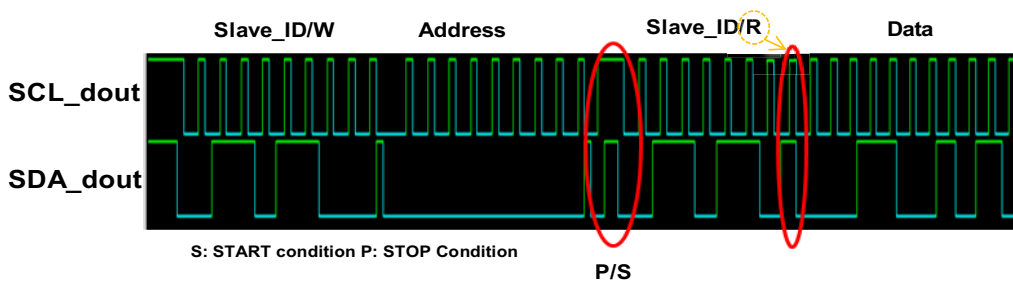 Slave_ID/W Address Slave_ID/R Data
SCL_dout
SDA_dout
S: START condition P: STOP Condition
P/S